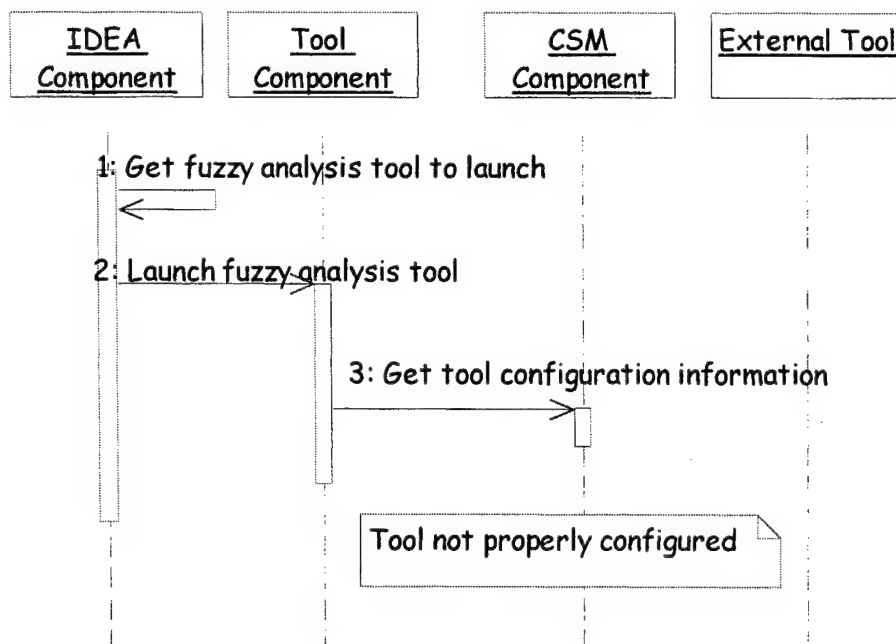 IDEA
Component
Tool
Component
CSM
Component
External Tool
1: Get fuzzy analysis tool to launch
2: Launch fuzzy analysis tool
3: Get tool configuration information
Tool not properly configured